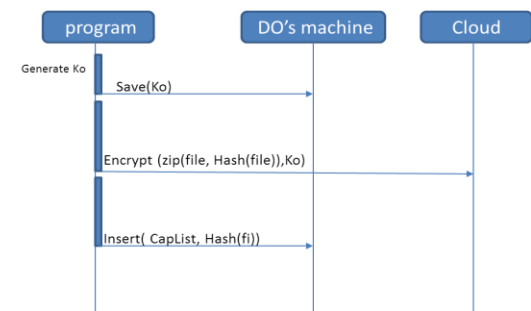 program DO's machine Cloud
Generate Ko
Save(Ko)
Encrypt (zip(file, Hash(file)),Ko)
Insert( CapList, Hash(fi))